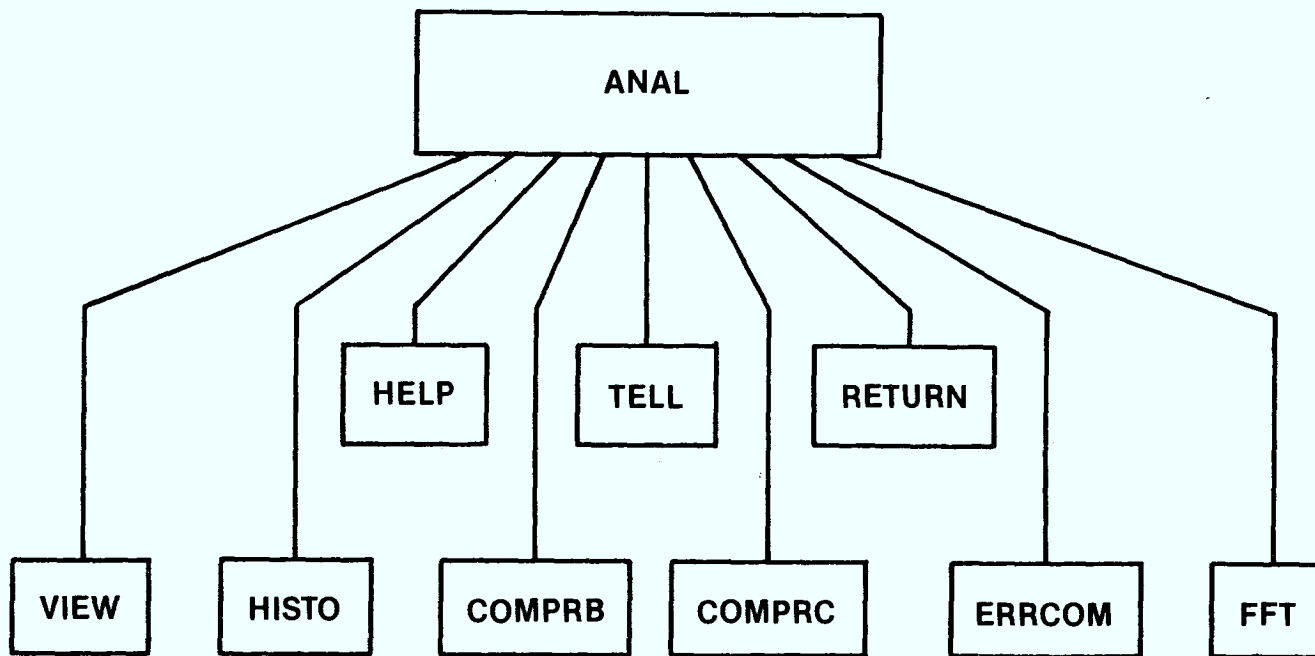 ANAL
HELP
TELL
RETURN
VIEW
HISTO
COMPRB
COMPRC
ERRCOM
FFT